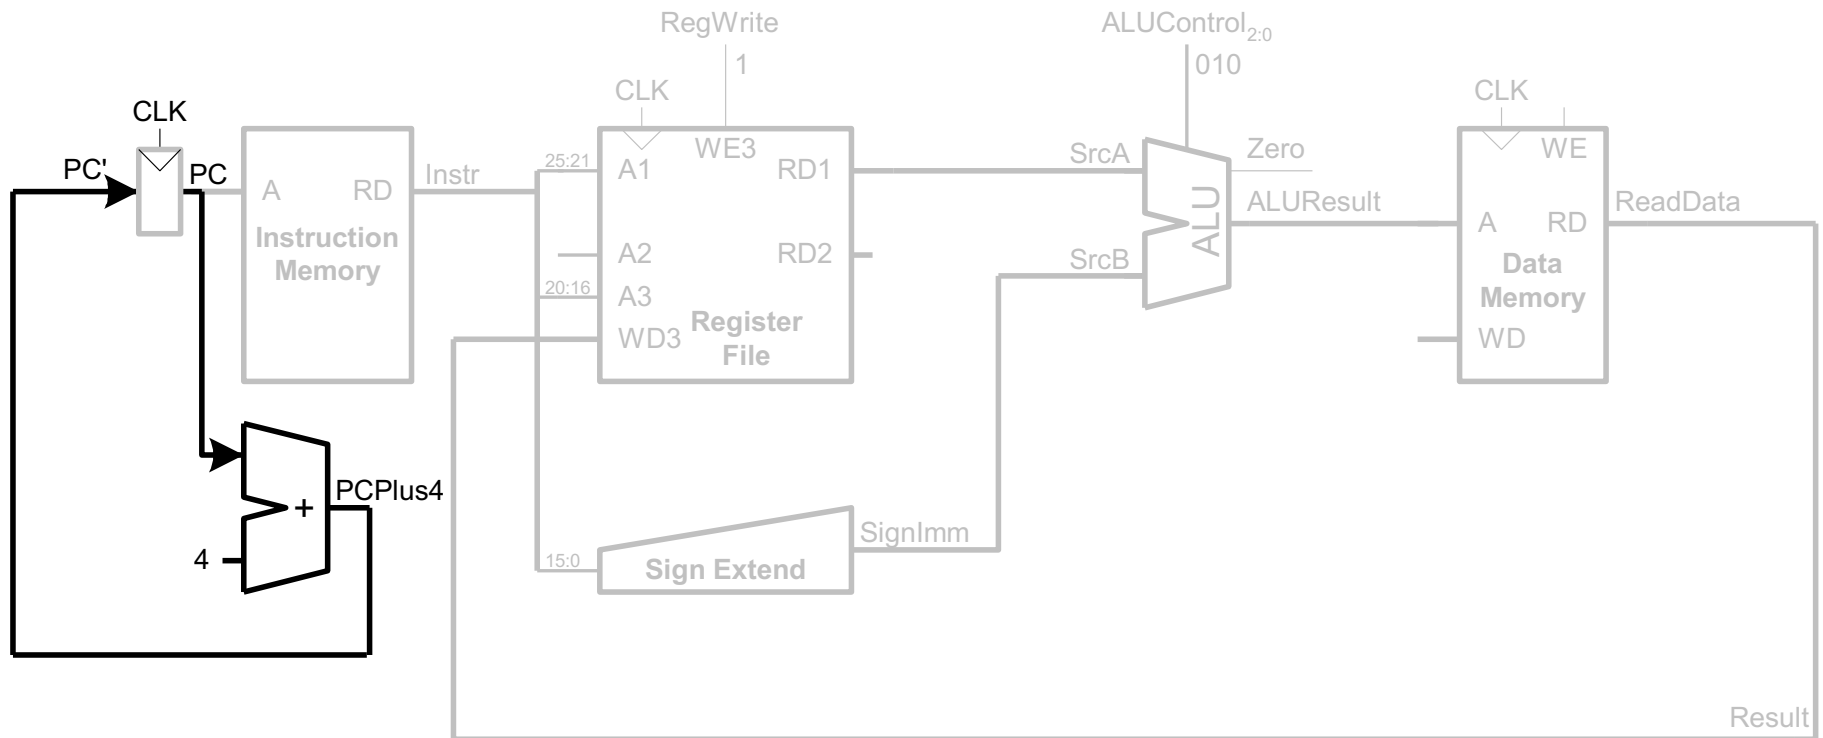 RegWrite
ALUControl2:0
1
010
CLK
CLK
CLK
PC'
PC
A
RD
Instruction
Memory
Instr
25:21
20:16
15:0
A1
WE3
RD1
A2
RD2
A3
WD3
Register
File
SrcA
SrcB
ALU
Zero
ALUResult
WE
A
RD
Data
Memory
WD
ReadData
+
4
PCPlus4
Sign Extend
SignImm
Result